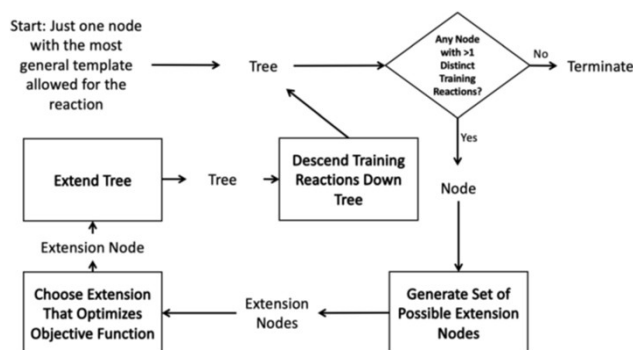 Start: Just one node
with the most
general template
allowed for the
reaction
Tree
Any Node
with >1
Distinct
Training
Reactions?
No
Terminate
Yes
Node
Extend Tree
Tree
Descend Training
Reactions Down
Tree
Extension Node
Choose Extension
That Optimizes
Objective Function
Extension
Nodes
Generate Set of
Possible Extension
Nodes